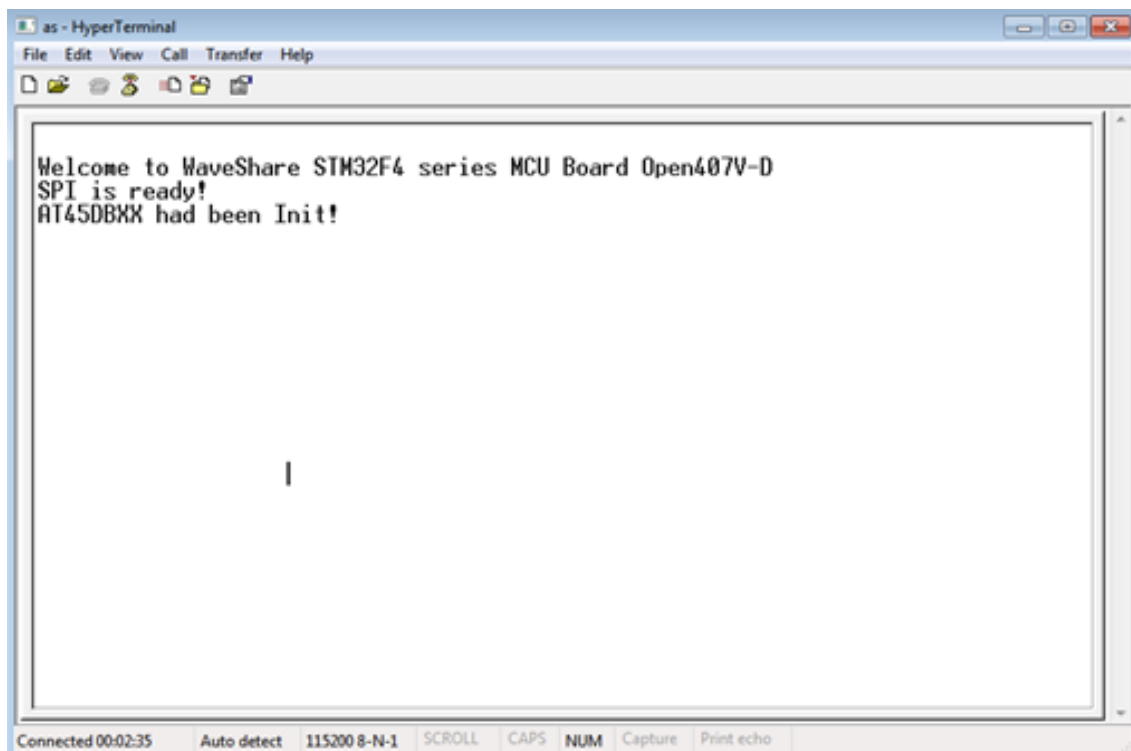 as - HyperTerminal
File Edit View Call Transfer Help
Welcome to WaveShare STM32F4 series MCU Board Open407V-D
SPI is ready!
AT45DBXX had been Init!
Connected 00:02:35 Auto detect 115200 8-N-1 SCROLL CAPS NUM Capture Print echo